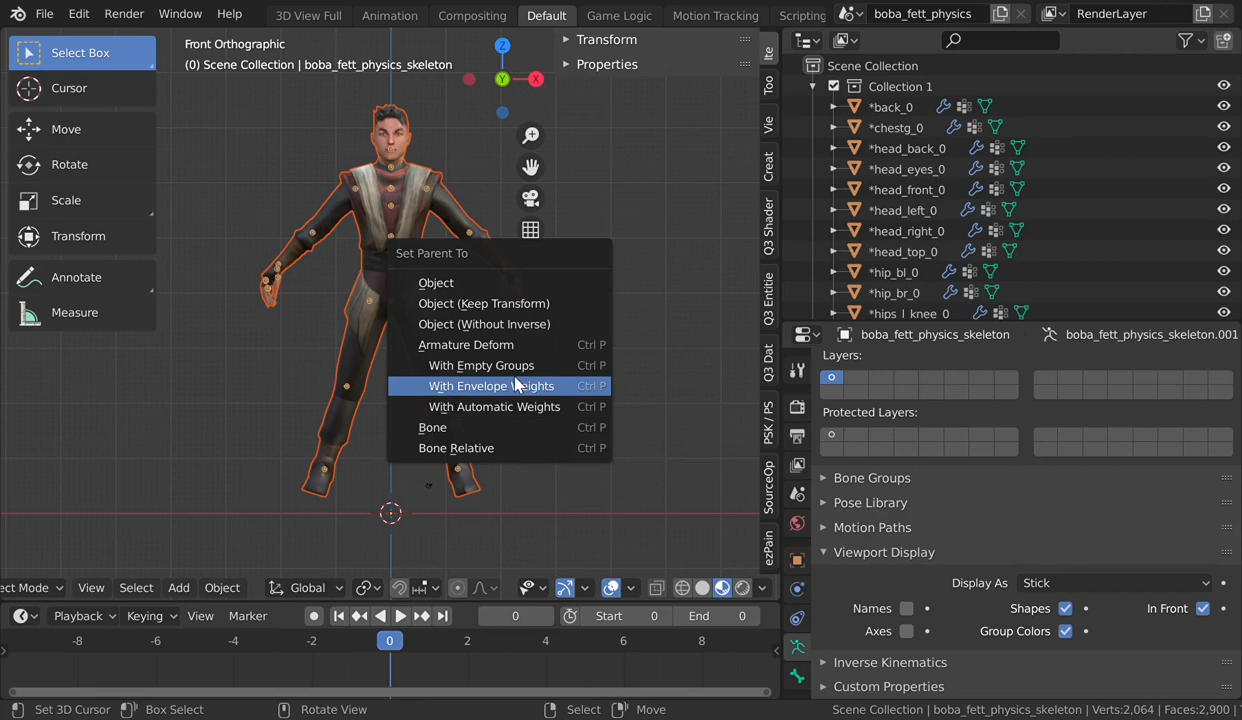 File Edit Render Window Help 3D View Full Animation Compositing Default Game Logic Motion Tracking Scripting boba_fett_physics RenderLayer
Select Box
Cursor
Move
Rotate
Scale
Transform
Annotate
Measure
Front Orthographic
(0) Scene Collection | boba_fett_physics_skeleton
Z
Y
X
Transform
Properties
Ite
Too
Vie
Creat
Q3 Shader
Q3 Entitie
Q3 Dat
PSK / PS
SourceOp
ezPain
Set Parent To
Object
Object (Keep Transform)
Object (Without Inverse)
Armature Deform Ctrl P
With Empty Groups Ctrl P
With Envelope Weights Ctrl P
With Automatic Weights Ctrl P
Bone Ctrl P
Bone Relative Ctrl P
ect Mode View Select Add Object Global
Playback Keying View Marker 0 Start 0 End 0
-8 -6 -4 -2 0 2 4 6 8
Set 3D Cursor Box Select Rotate View Select Move
Scene Collection
Collection 1
*back_0
*chestg_0
*head_back_0
*head_eyes_0
*head_front_0
*head_left_0
*head_right_0
*head_top_0
*hip_bl_0
*hip_br_0
*hips_l_knee_0
boba_fett_physics_skeleton boba_fett_physics_skeleton.001
Layers:
Protected Layers:
Bone Groups
Pose Library
Motion Paths
Viewport Display
Display As Stick
Names Shapes In Front
Axes Group Colors
Inverse Kinematics
Custom Properties
Scene Collection | boba_fett_physics_skeleton | Verts:2,064 | Faces:2,900 |